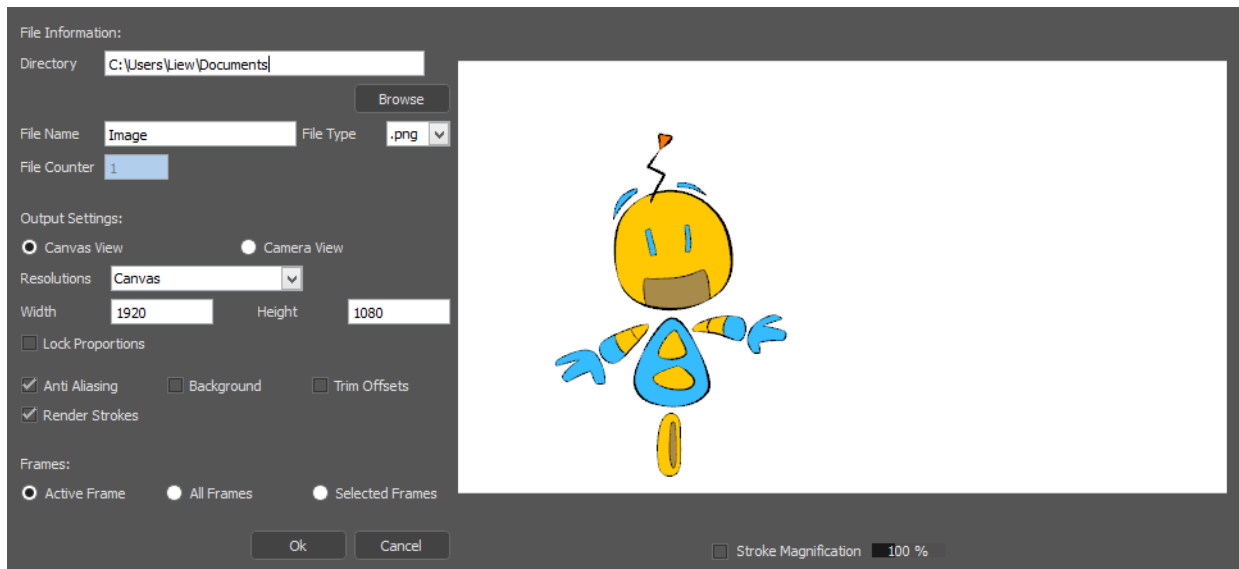 File Information:
Directory C:\Users\Liew\Documents
Browse
File Name Image File Type .png
File Counter 1
Output Settings:
Canvas View Camera View
Resolutions Canvas
Width 1920 Height 1080
Lock Proportions
Anti Aliasing Background Trim Offsets
Render Strokes
Frames:
Active Frame All Frames Selected Frames
Ok Cancel
Stroke Magnification 100 %